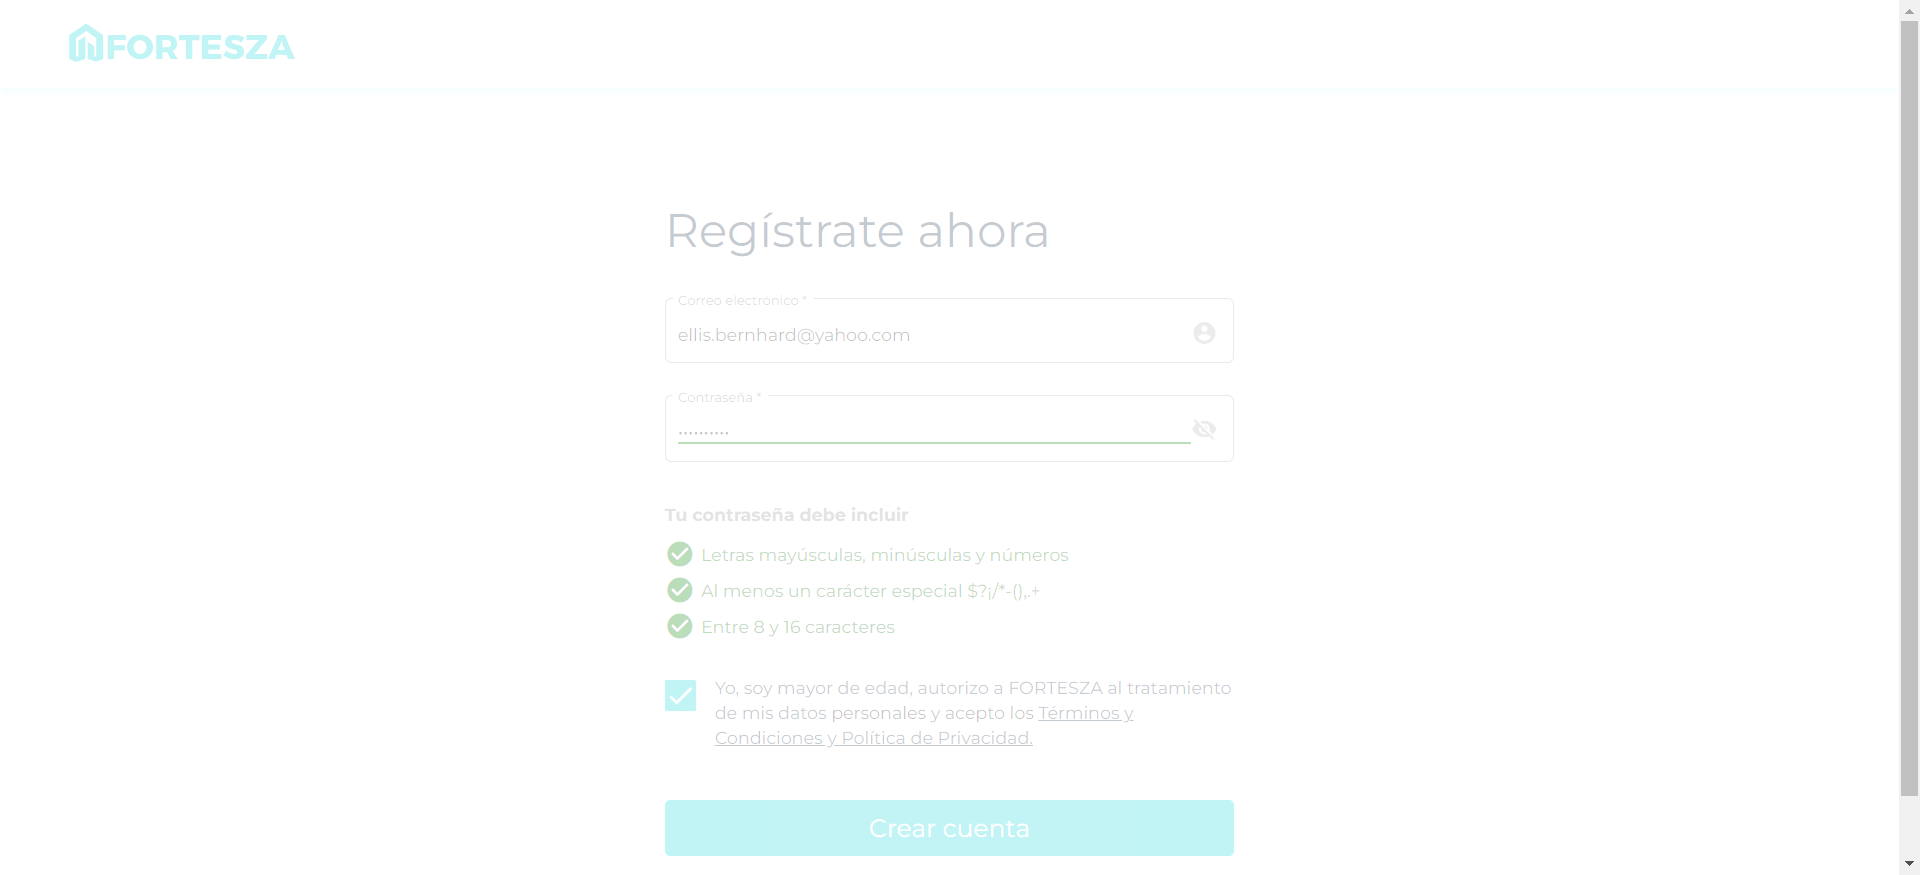 FORTESZA
Regístrate ahora
Correo electrónico *
ellis.bernhard@yahoo.com
Contraseña *
..........
Tu contraseña debe incluir
Letras mayúsculas, minúsculas y números
Al menos un carácter especial $?¡/*-(),.+
Entre 8 y 16 caracteres
Yo, soy mayor de edad, autorizo a FORTESZA al tratamiento
de mis datos personales y acepto los Términos y
Condiciones y Política de Privacidad.
Crear cuenta